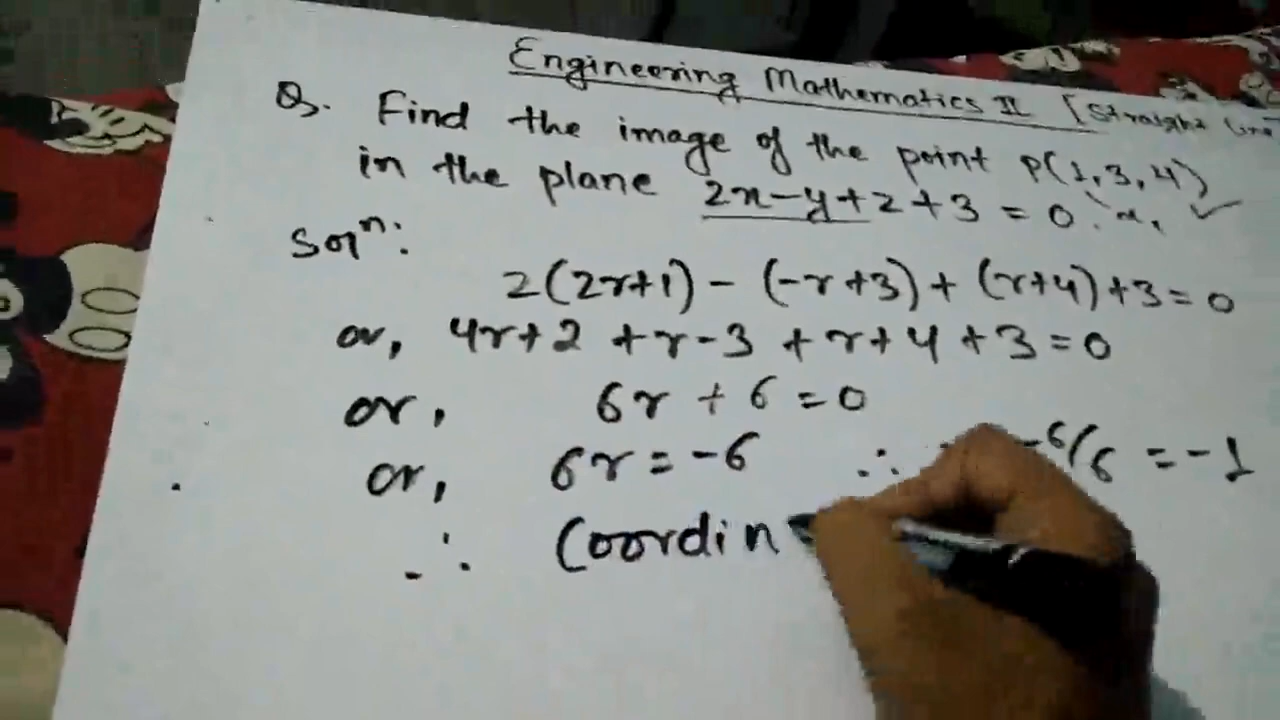 Engineering Mathematics II [Straight Line
Q. Find the image of the point P(1,3,4)
in the plane 2x-y+z+3=0.
Solⁿ:
2(2r+1) - (-r+3) + (r+4)+3=0
or, 4r+2 +r-3 +r+4+3=0
or, 6r + 6 =0
or, 6r = -6 ∴ -6/6 = -1
∴ Coordin